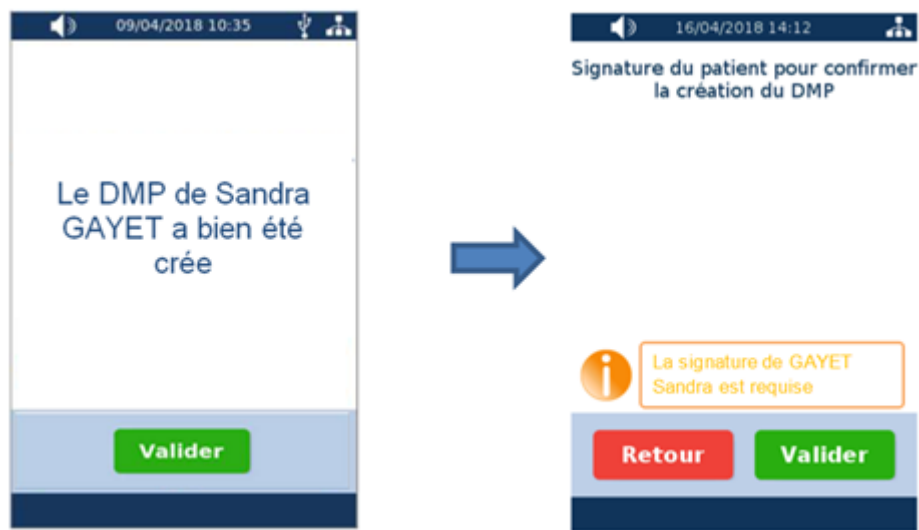 09/04/2018 10:35
Le DMP de Sandra
GAYET a bien été
crée
Valider
16/04/2018 14:12
Signature du patient pour confirmer
la création du DMP
La signature de GAYET
Sandra est requise
Retour
Valider